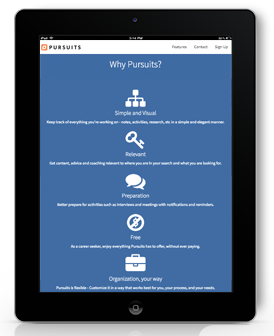 iPad
2:14 PM
PURSUITS
Features Contact Sign Up
Why Pursuits?
Simple and Visual
Keep track of everything you're working on - notes, activities, research, etc in a simple and elegant manner.
Relevant
Get content, advice and coaching relevant to where you are in your search and what you are looking for.
Preparation
Better prepare for activities such as interviews and meetings with notifications and reminders.
Free
As a career seeker, enjoy everything Pursuits has to offer, without ever paying.
Organization, your way
Pursuits is flexible - Customize it in a way that works best for you, your process, and your needs.